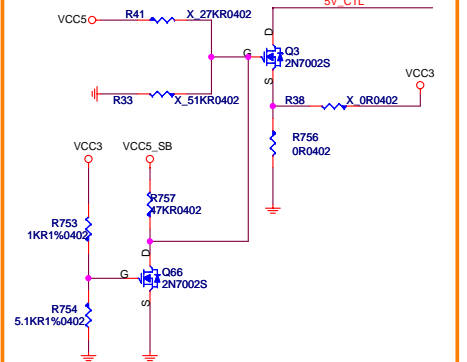 5V_CTL
VCC5
R41
X_27KR0402
D
G
Q3
2N7002S
S
R33
X_51KR0402
VCC3
R38
X_0R0402
R756
0R0402
VCC3
VCC5_SB
R757
47KR0402
R753
1KR1%0402
D
G
Q66
2N7002S
S
R754
5.1KR1%0402